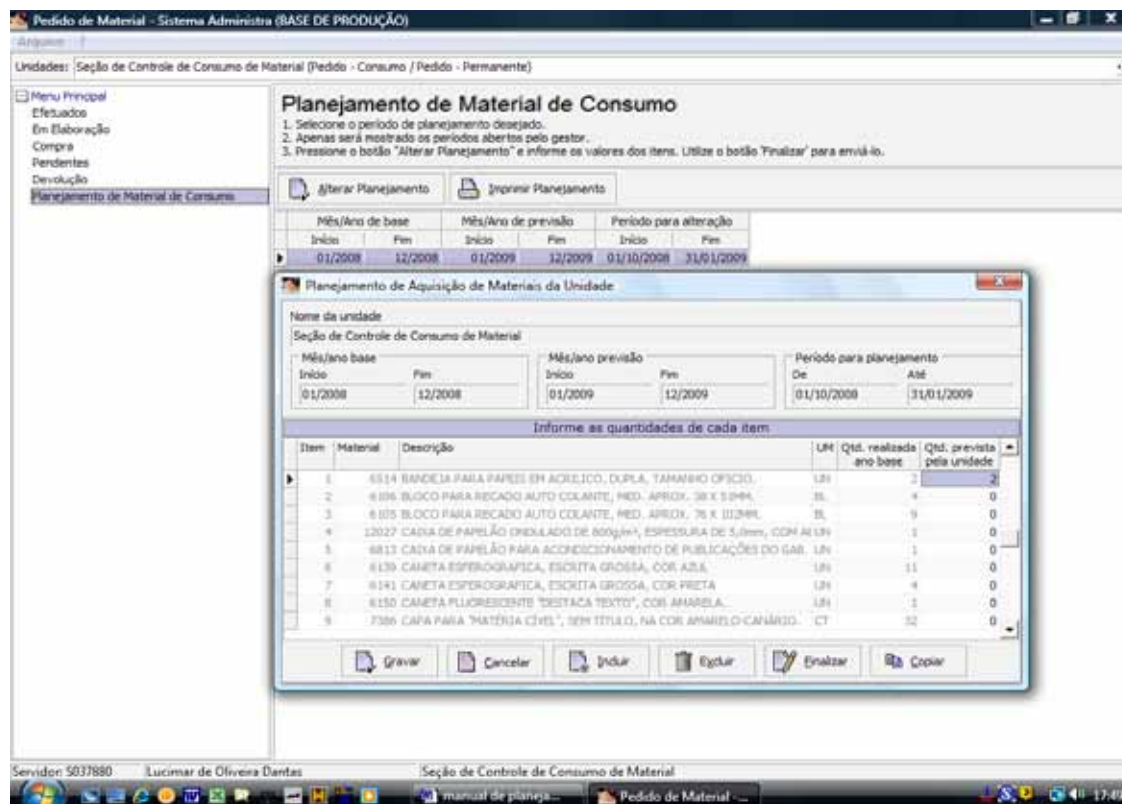 Pedido de Material - Sistema Administra (BASE DE PRODUÇÃO)
Arquivo ?
Unidades: Seção de Controle de Consumo de Material (Pedido - Consumo / Pedido - Permanente)
Menu Principal
Efetuados
Em Elaboração
Compra
Pendentes
Devolução
Planejamento de Material de Consumo
Planejamento de Material de Consumo
1. Selecione o período de planejamento desejado.
2. Apenas será mostrado os períodos abertos pelo gestor.
3. Pressione o botão "Alterar Planejamento" e informe os valores dos itens. Utilize o botão 'Finalizar' para enviá-lo.
Alterar Planejamento Imprimir Planejamento
Mês/Ano de base Mês/Ano de previsão Período para alteração
Início Fim Início Fim Início Fim
01/2008 12/2008 01/2009 12/2009 01/10/2008 31/01/2009
Planejamento de Aquisição de Materiais da Unidade
Nome da unidade
Seção de Controle de Consumo de Material
Mês/ano base Mês/ano previsão Período para planejamento
Início Fim Início Fim De Até
01/2008 12/2008 01/2009 12/2009 01/10/2008 31/01/2009
Informe as quantidades de cada item
Item Material Descrição UM Qtd. realizada ano base Qtd. prevista pela unidade
1 6514 BANDEJA PARA PAPEIS EM ACRILICO, DUPLA, TAMANHO OFICIO. UN 2 2
2 6106 BLOCO PARA RECADO AUTO COLANTE, MED. APROX. 38 X 51MM. BL 4 0
3 6105 BLOCO PARA RECADO AUTO COLANTE, MED. APROX. 76 X 102MM. BL 9 0
4 12027 CAIXA DE PAPELÃO ONDULADO DE 800g/m², ESPESSURA DE 5,0mm, COM AL UN 1 0
5 6813 CAIXA DE PAPELÃO PARA ACONDICIONAMENTO DE PUBLICAÇÕES DO GAB. UN 1 0
6 6139 CANETA ESFEROGRAFICA, ESCRITA GROSSA, COR AZUL UN 11 0
7 6141 CANETA ESFEROGRAFICA, ESCRITA GROSSA, COR PRETA UN 4 0
8 6150 CANETA FLUORESCENTE "DESTACA TEXTO", COR AMARELA. UN 1 0
9 7386 CAPA PARA "MATÉRIA CÍVEL", SEM TÍTULO, NA COR AMARELO-CANÁRIO. CT 32 0
Gravar Cancelar Incluir Excluir Finalizar Copiar
Servidor: S037880 Lucimar de Oliveira Dantas Seção de Controle de Consumo de Material
manual de planeja... Pedido de Material -... 17:49